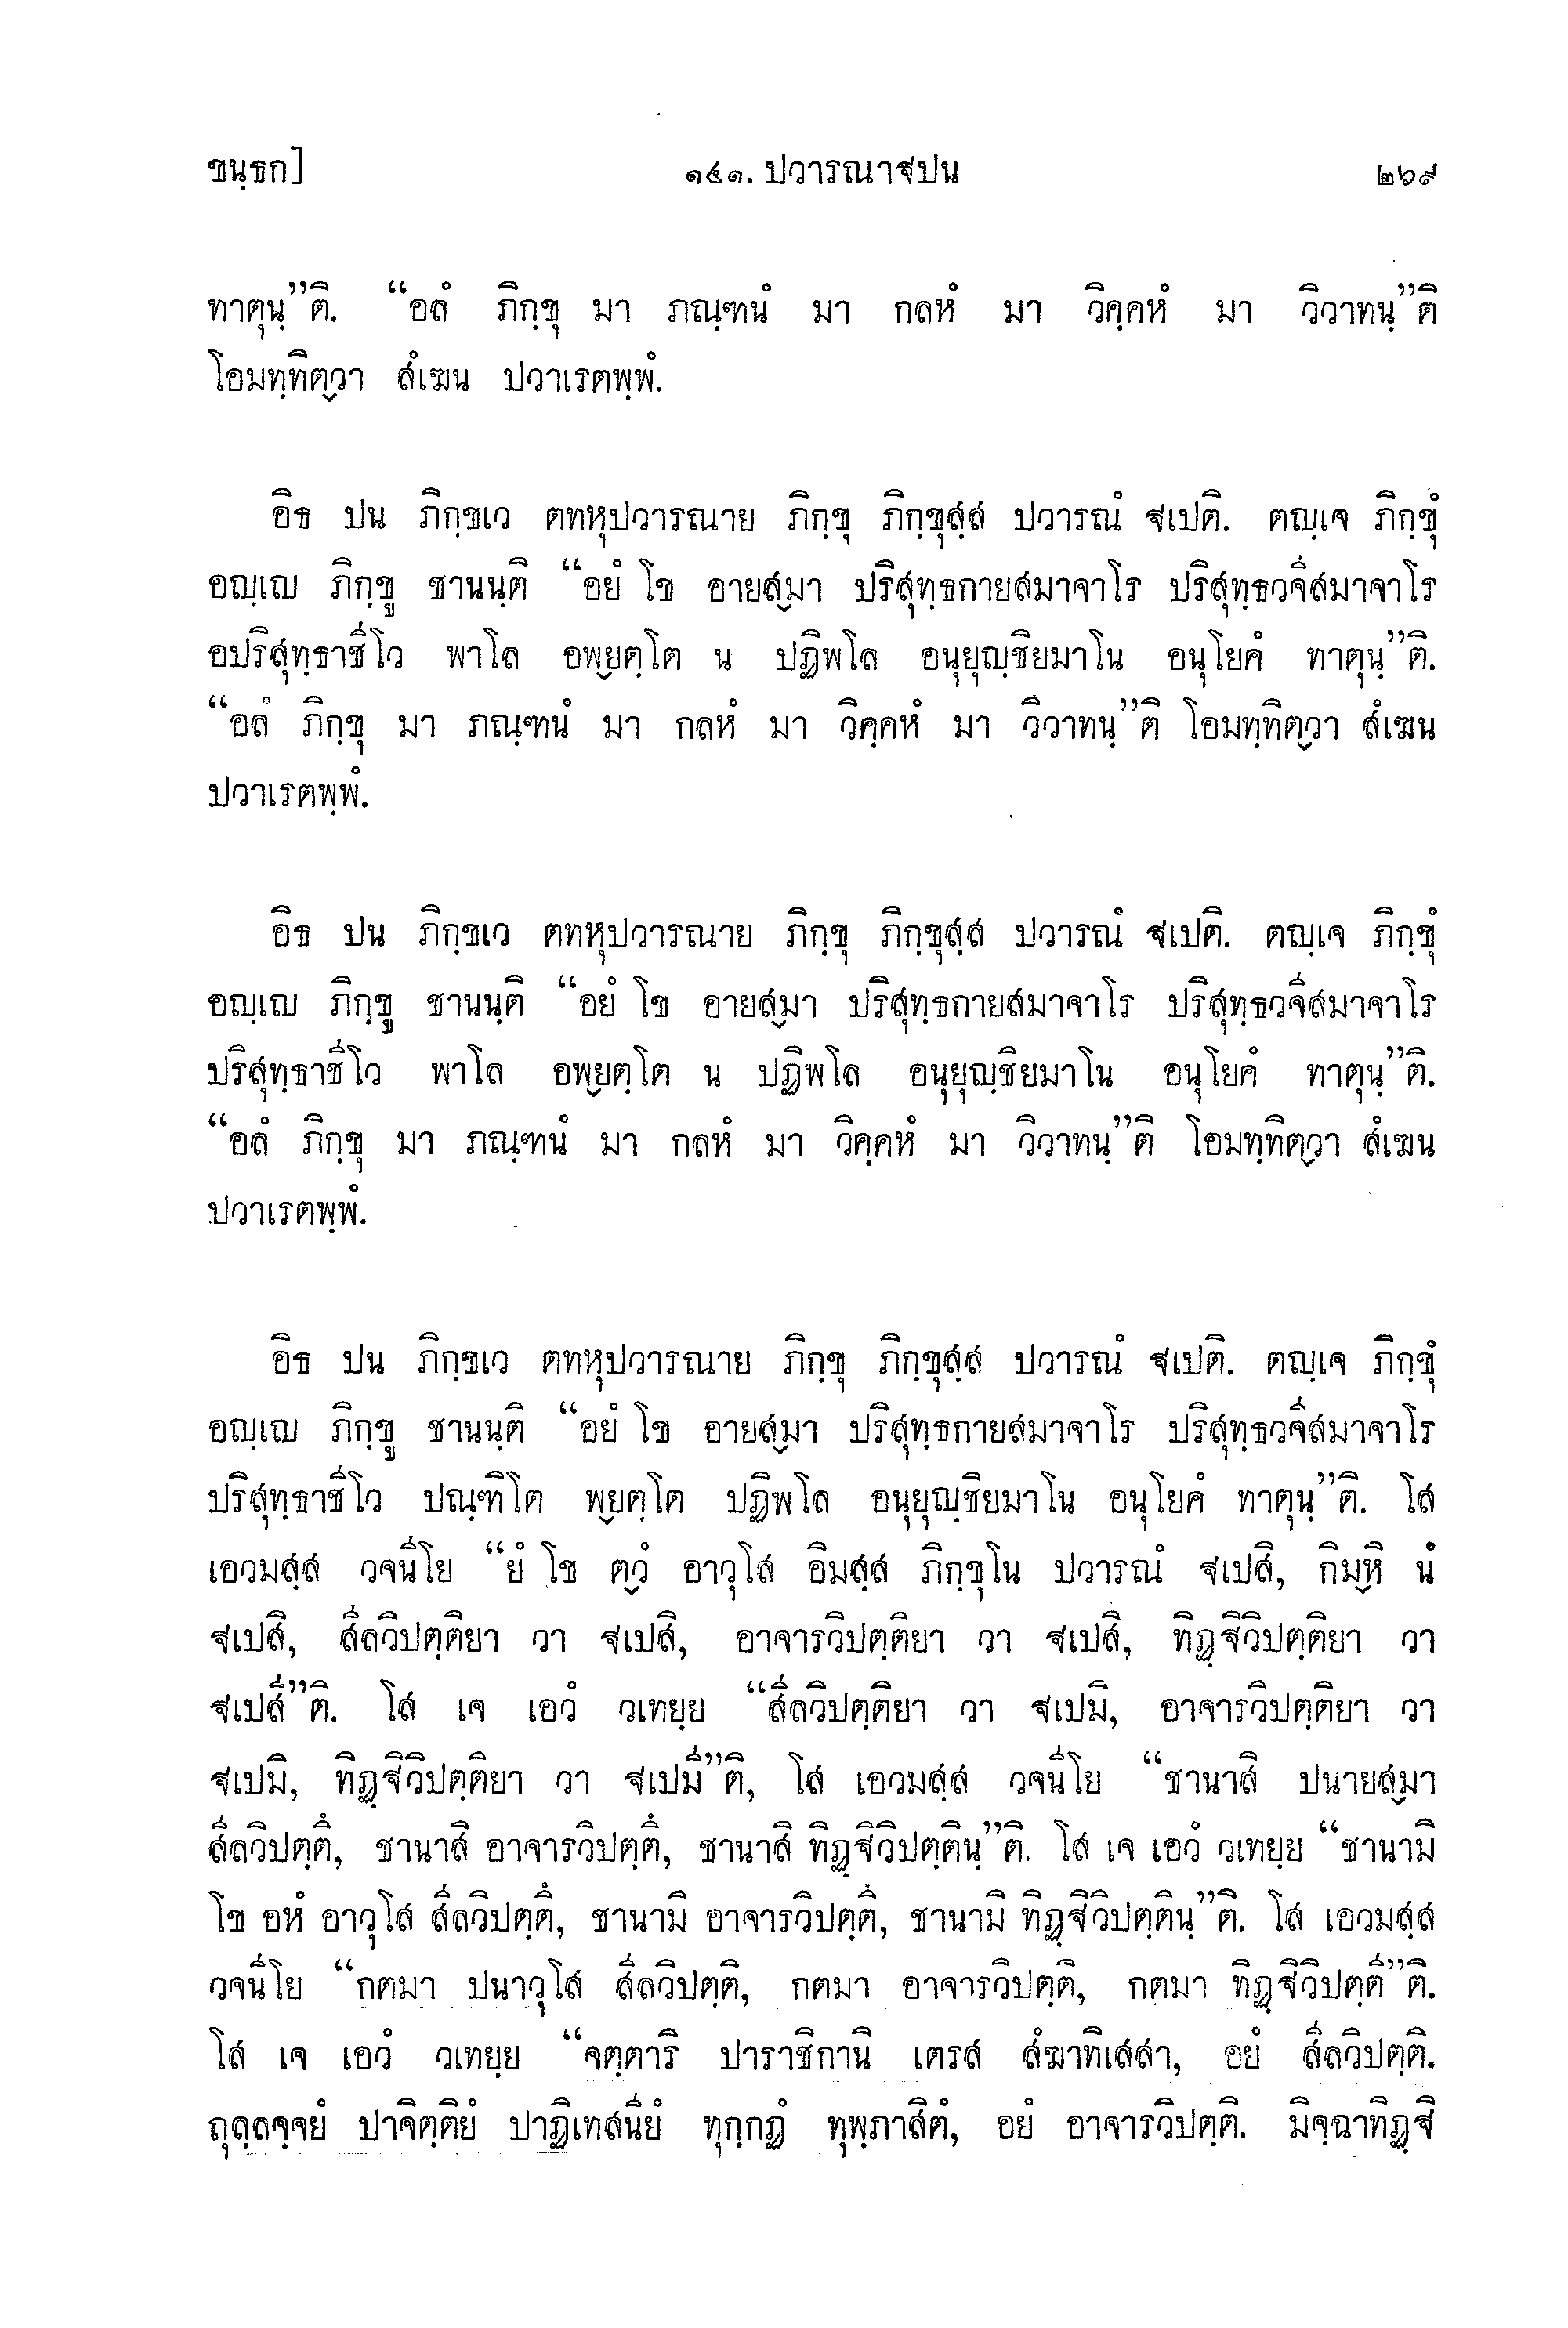 ขนฺธก] ๑๔๑. ปวารณาฐปน ๒๖๙
ทาตุนฺ”ติ. “อลํ ภิกฺขุ มา ภณฺฑนํ มา กลหํ มา วิคฺคหํ มา วิวาทนฺ”ติ
โอมทฺทิตฺวา สํเฆน ปวาเรตพฺพํ.
อิธ ปน ภิกฺขเว ตทหุปวารณาย ภิกฺขุ ภิกฺขุสฺส ปวารณํ ฐเปติ. ตญฺเจ ภิกฺขุํ
อญฺเญ ภิกฺขู ชานนฺติ “อยํ โข อายสฺมา ปริสุทฺธกายสมาจาโร ปริสุทฺธวจีสมาจาโร
อปริสุทฺธาชีโว พาโล อพฺยตฺโต น ปฏิพโล อนุยุญฺชิยมาโน อนุโยคํ ทาตุนฺ”ติ.
“อลํ ภิกฺขุ มา ภณฺฑนํ มา กลหํ มา วิคฺคหํ มา วิวาทนฺ”ติ โอมทฺทิตฺวา สํเฆน
ปวาเรตพฺพํ.
อิธ ปน ภิกฺขเว ตทหุปวารณาย ภิกฺขุ ภิกฺขุสฺส ปวารณํ ฐเปติ. ตญฺเจ ภิกฺขุํ
อญฺเญ ภิกฺขู ชานนฺติ “อยํ โข อายสฺมา ปริสุทฺธกายสมาจาโร ปริสุทฺธวจีสมาจาโร
ปริสุทฺธาชีโว พาโล อพฺยตฺโต น ปฏิพโล อนุยุญฺชิยมาโน อนุโยคํ ทาตุนฺ”ติ.
“อลํ ภิกฺขุ มา ภณฺฑนํ มา กลหํ มา วิคฺคหํ มา วิวาทนฺ”ติ โอมทฺทิตฺวา สํเฆน
ปวาเรตพฺพํ.
อิธ ปน ภิกฺขเว ตทหุปวารณาย ภิกฺขุ ภิกฺขุสฺส ปวารณํ ฐเปติ. ตญฺเจ ภิกฺขุํ
อญฺเญ ภิกฺขู ชานนฺติ “อยํ โข อายสฺมา ปริสุทฺธกายสมาจาโร ปริสุทฺธวจีสมาจาโร
ปริสุทฺธาชีโว ปณฺฑิโต พฺยตฺโต ปฏิพโล อนุยุญฺชิยมาโน อนุโยคํ ทาตุนฺ”ติ. โส
เอวมสฺส วจนีโย “ยํ โข ตฺวํ อาวุโส อิมสฺส ภิกฺขุโน ปวารณํ ฐเปสิ, กิมฺหิ นํ
ฐเปสิ, สีลวิปตฺติยา วา ฐเปสิ, อาจารวิปตฺติยา วา ฐเปสิ, ทิฏฺฐิวิปตฺติยา วา
ฐเปสี”ติ. โส เจ เอวํ วเทยฺย “สีลวิปตฺติยา วา ฐเปมิ, อาจารวิปตฺติยา วา
ฐเปมิ, ทิฏฺฐิวิปตฺติยา วา ฐเปมี”ติ, โส เอวมสฺส วจนีโย “ชานาสิ ปนายสฺมา
สีลวิปตฺตึ, ชานาสิ อาจารวิปตฺตึ, ชานาสิ ทิฏฺฐิวิปตฺตินฺ”ติ. โส เจ เอวํ วเทยฺย “ชานามิ
โข อหํ อาวุโส สีลวิปตฺตึ, ชานามิ อาจารวิปตฺตึ, ชานามิ ทิฏฺฐิวิปตฺตินฺ”ติ. โส เอวมสฺส
วจนีโย “กตมา ปนาวุโส สีลวิปตฺติ, กตมา อาจารวิปตฺติ, กตมา ทิฏฺฐิวิปตฺตี”ติ.
โส เจ เอวํ วเทยฺย “จตฺตาริ ปาราชิกานิ เตรส สํฆาทิเสสา, อยํ สีลวิปตฺติ.
ถุลฺลจฺจยํ ปาจิตฺติยํ ปาฏิเทสนียํ ทุกฺกฏํ ทุพฺภาสิตํ, อยํ อาจารวิปตฺติ. มิจฺฉาทิฏฺฐิ